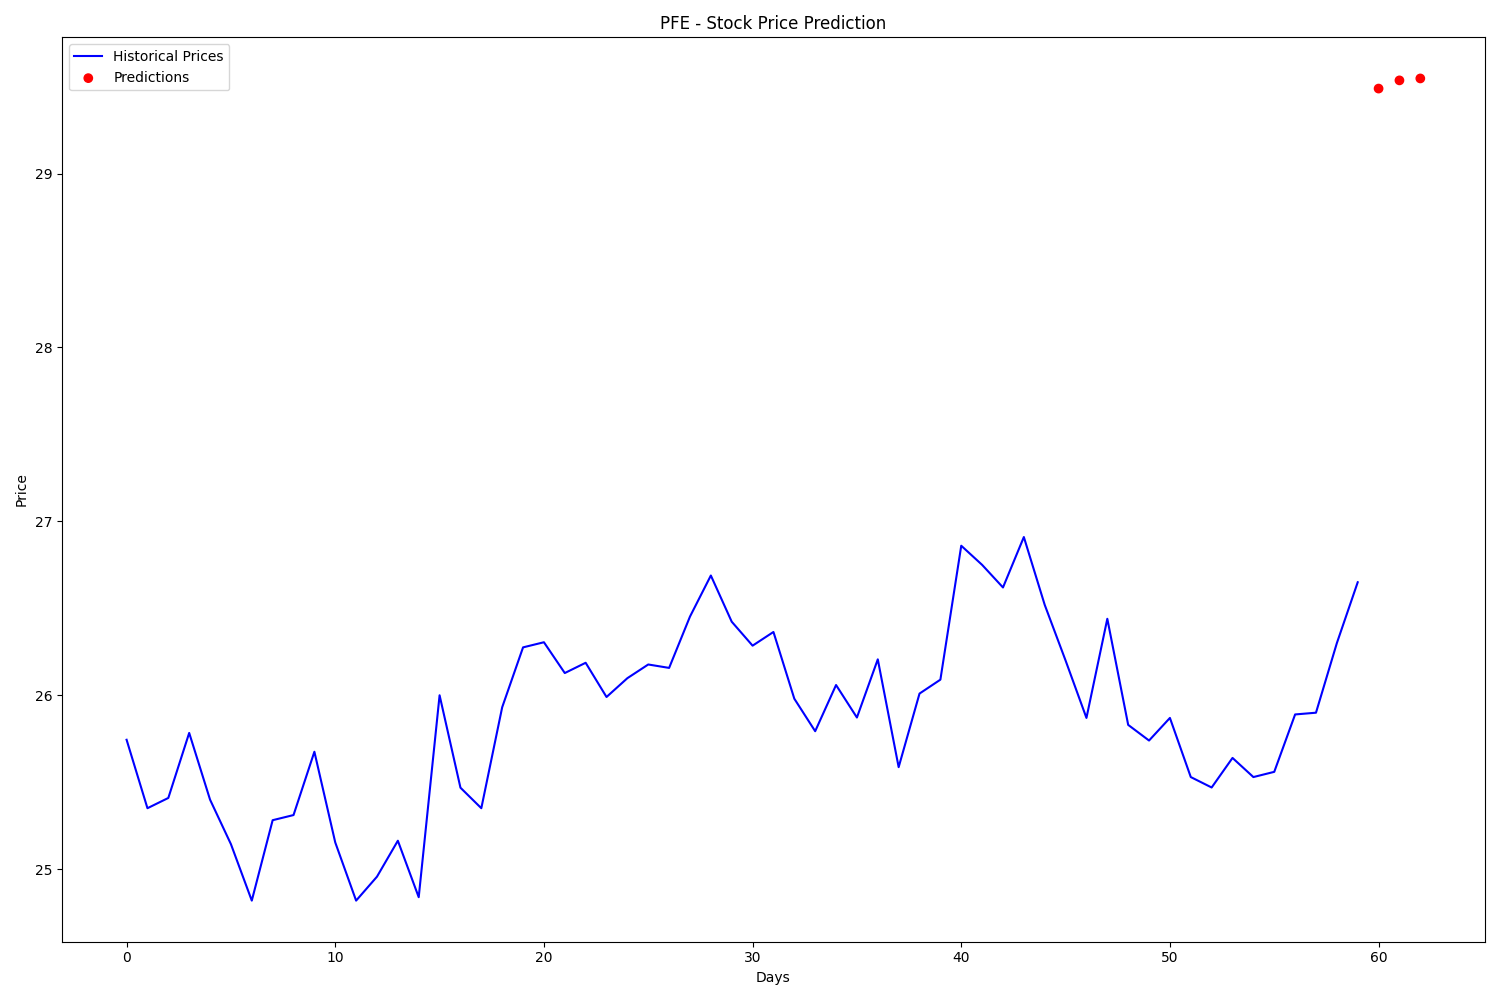 PFE - Stock Price Prediction
Historical Prices
Predictions
29
28
27
26
25
Price
0 10 20 30 40 50 60
Days